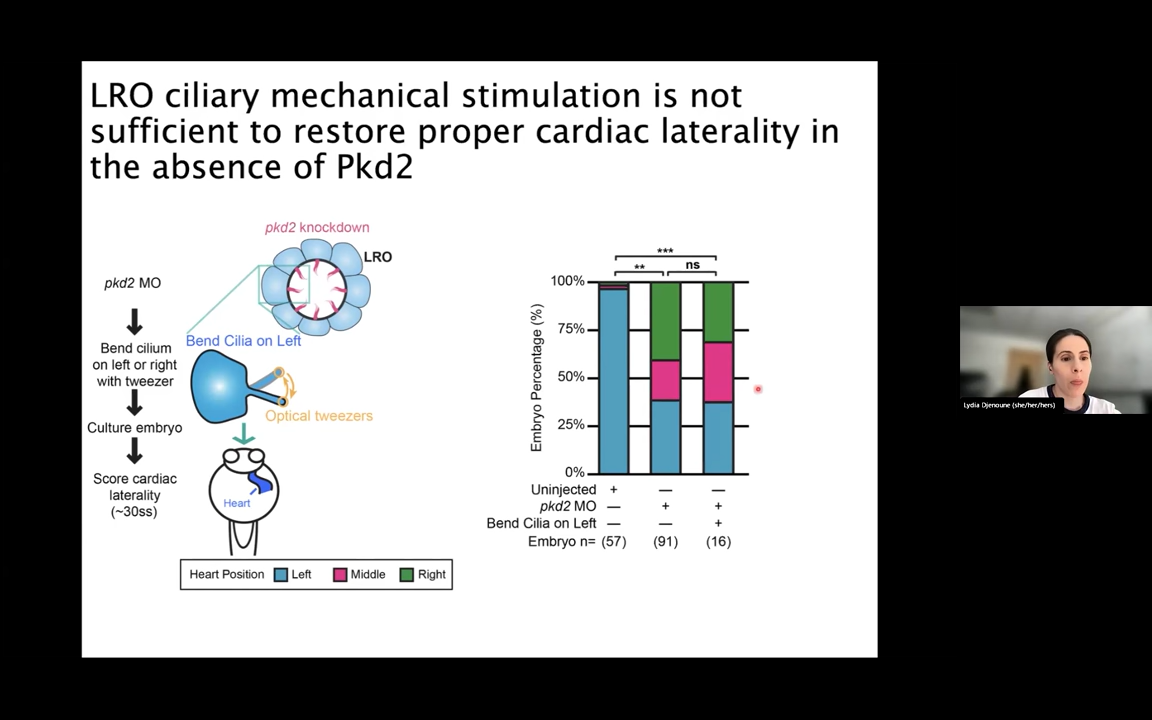 LRO ciliary mechanical stimulation is not
sufficient to restore proper cardiac laterality in
the absence of Pkd2
pkd2 MO
Bend cilium
on left or right
with tweezer
Culture embryo
Score cardiac
laterality
(~30ss)
pkd2 knockdown
LRO
Bend Cilia on Left
Optical tweezers
Heart
Heart Position Left Middle Right
***
** ns
Embryo Percentage (%)
100%
75%
50%
25%
0%
Uninjected + — —
pkd2 MO — + +
Bend Cilia on Left — — +
Embryo n= (57) (91) (16)
Lydia Djenoune (she/her/hers)